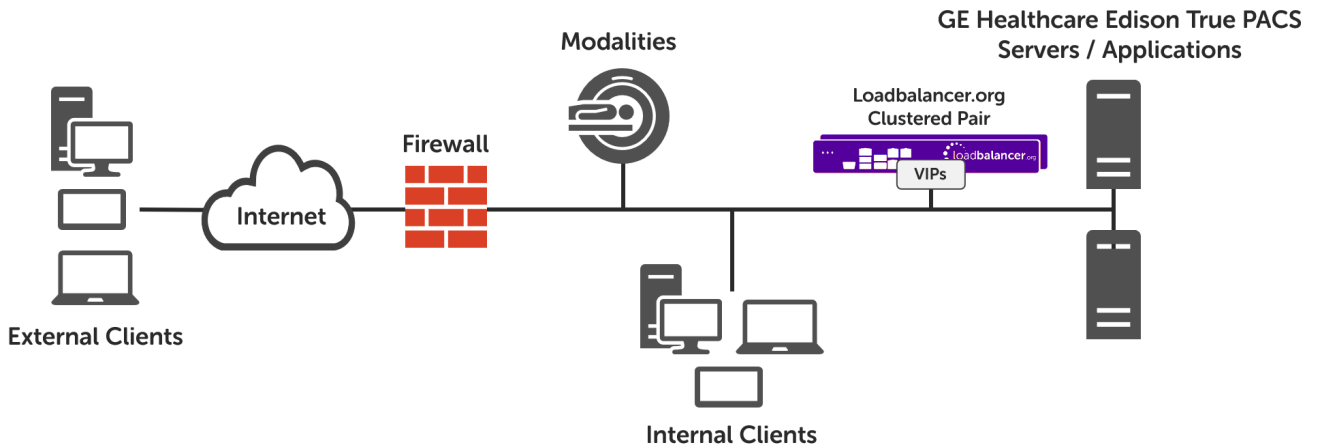 GE Healthcare Edison True PACS
Servers / Applications
Modalities
Loadbalancer.org
Clustered Pair
Firewall
loadbalancer.org
VIPs
Internet
External Clients
Internal Clients